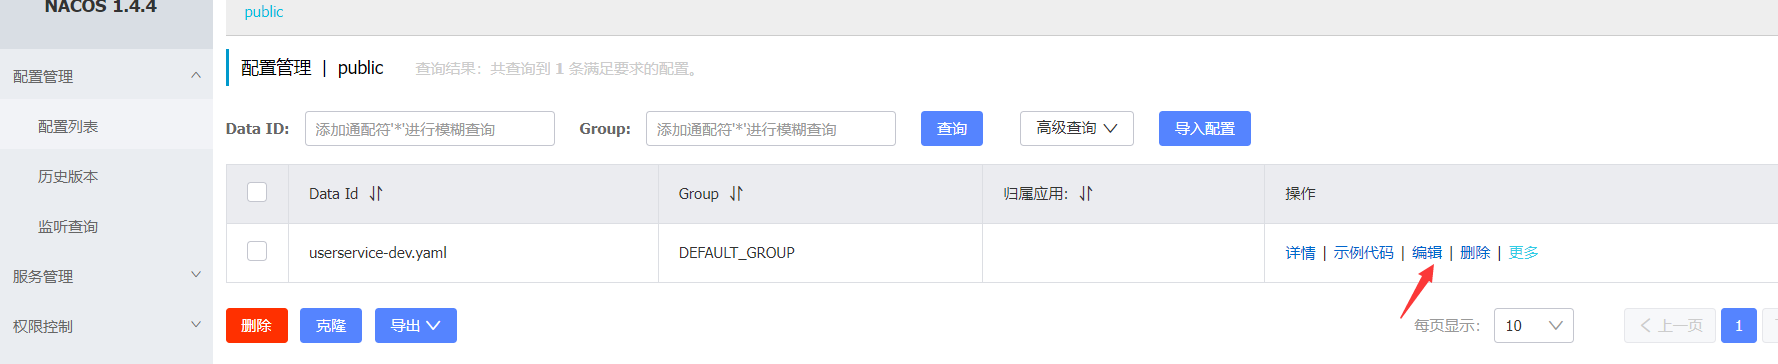 NACOS 1.4.4
public
配置管理
配置列表
历史版本
监听查询
服务管理
权限控制
配置管理 | public 查询结果：共查询到 1 条满足要求的配置。
Data ID: 添加通配符'*'进行模糊查询 Group: 添加通配符'*'进行模糊查询 查询 高级查询 导入配置
Data Id Group 归属应用: 操作
userservice-dev.yaml DEFAULT_GROUP 详情 | 示例代码 | 编辑 | 删除 | 更多
删除 克隆 导出 每页显示: 10 上一页 1